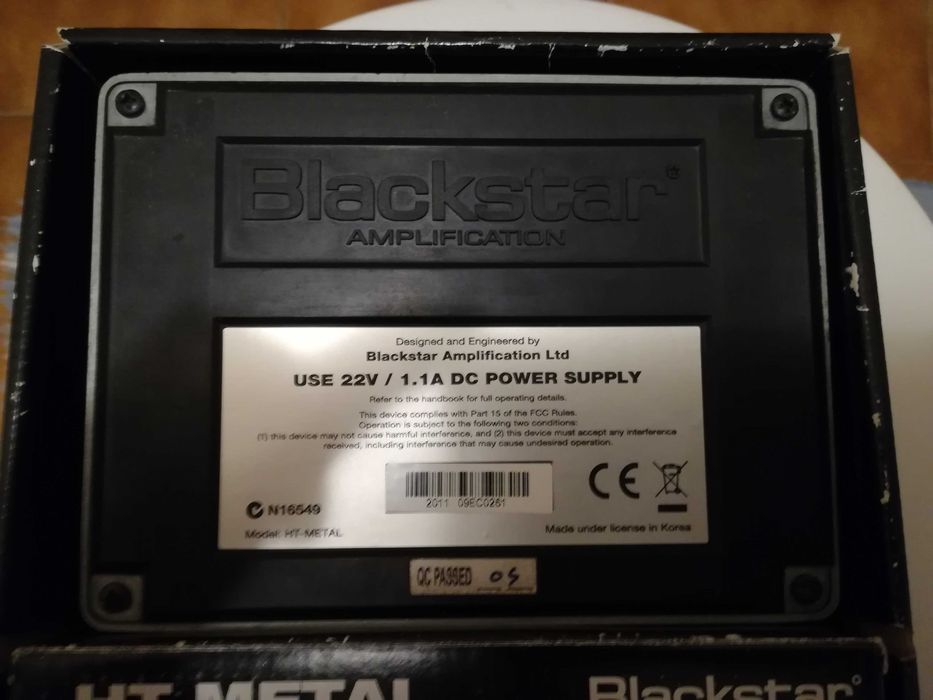 Blackstar
AMPLIFICATION
Designed and Engineered by
Blackstar Amplification Ltd
USE 22V / 1.1A DC POWER SUPPLY
Refer to the handbook for full operating details.
This device complies with Part 15 of the FCC Rules.
Operation is subject to the following two conditions:
(1) this device may not cause harmful interference, and (2) this device must accept any interference
received, including interference that may cause undesired operation.
2011 09EC0261
CE
N16549
Model: HT-METAL
Made under license in Korea
QC PASSED 05
HT METAL
Blackstar